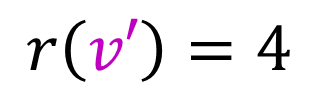 r(v′) = 4